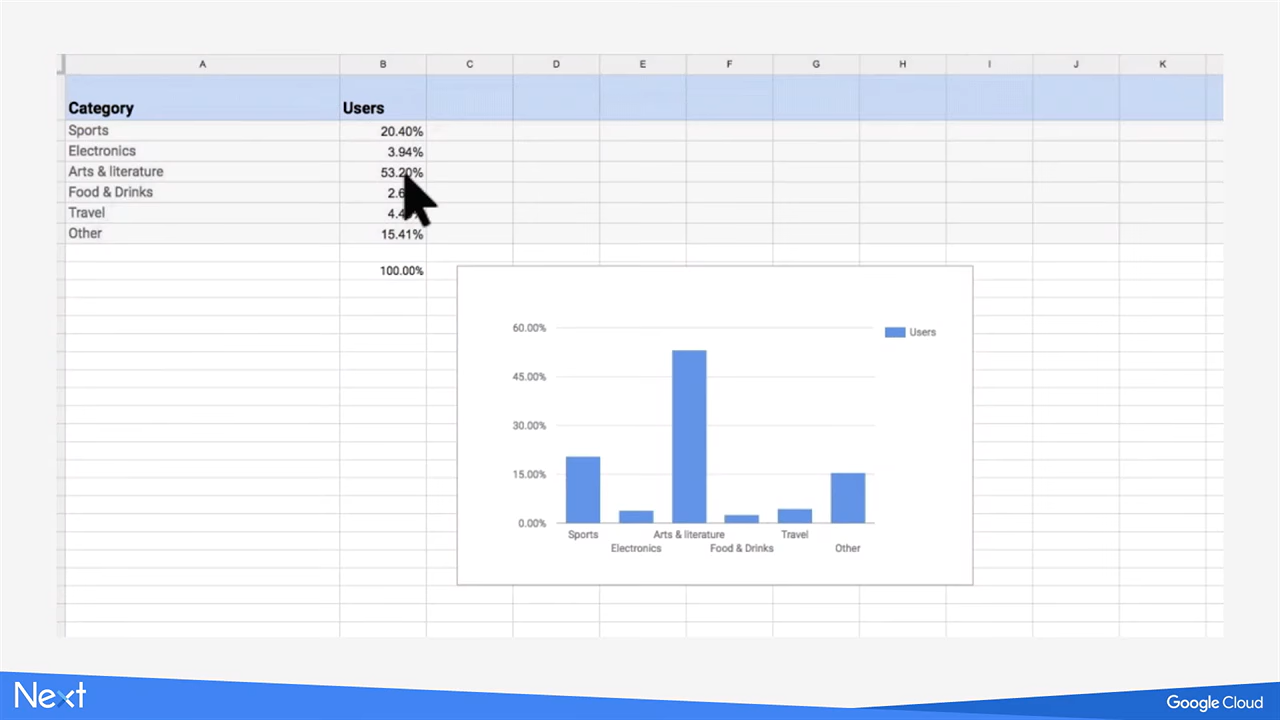 A B C D E F G H I J K
Category Users
Sports 20.40%
Electronics 3.94%
Arts & literature 53.20%
Food & Drinks
Travel
Other 15.41%
100.00%
60.00%
Users
45.00%
30.00%
15.00%
0.00%
Sports Arts & literature Travel
Electronics Food & Drinks Other
Next
Google Cloud